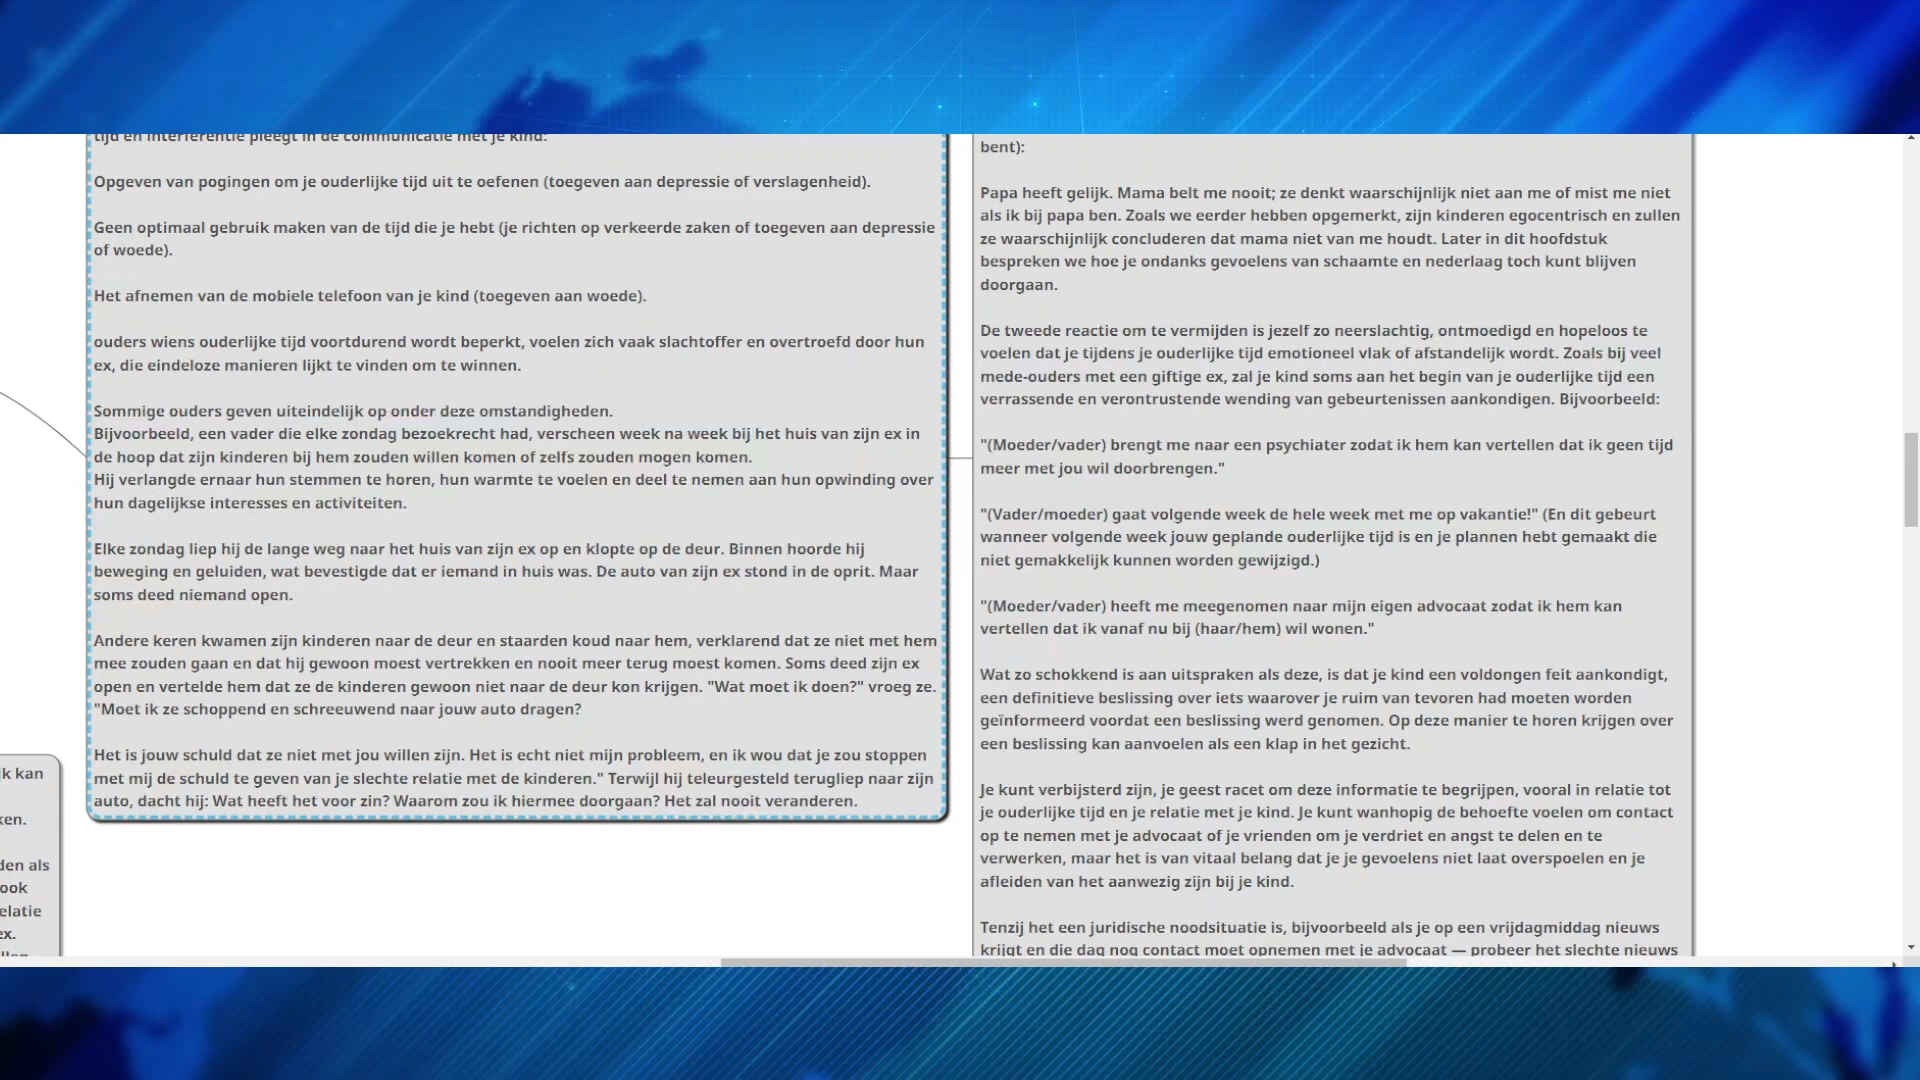 tijd en interferentie pleegt in de communicatie met je kind:
Opgeven van pogingen om je ouderlijke tijd uit te oefenen (toegeven aan depressie of verslagenheid).
Geen optimaal gebruik maken van de tijd die je hebt (je richten op verkeerde zaken of toegeven aan depressie
of woede).
Het afnemen van de mobiele telefoon van je kind (toegeven aan woede).
ouders wiens ouderlijke tijd voortdurend wordt beperkt, voelen zich vaak slachtoffer en overtroefd door hun
ex, die eindeloze manieren lijkt te vinden om te winnen.
Sommige ouders geven uiteindelijk op onder deze omstandigheden.
Bijvoorbeeld, een vader die elke zondag bezoekrecht had, verscheen week na week bij het huis van zijn ex in
de hoop dat zijn kinderen bij hem zouden willen komen of zelfs zouden mogen komen.
Hij verlangde ernaar hun stemmen te horen, hun warmte te voelen en deel te nemen aan hun opwinding over
hun dagelijkse interesses en activiteiten.
Elke zondag liep hij de lange weg naar het huis van zijn ex op en klopte op de deur. Binnen hoorde hij
beweging en geluiden, wat bevestigde dat er iemand in huis was. De auto van zijn ex stond in de oprit. Maar
soms deed niemand open.
Andere keren kwamen zijn kinderen naar de deur en staarden koud naar hem, verklarend dat ze niet met hem
mee zouden gaan en dat hij gewoon moest vertrekken en nooit meer terug moest komen. Soms deed zijn ex
open en vertelde hem dat ze de kinderen gewoon niet naar de deur kon krijgen. "Wat moet ik doen?" vroeg ze.
"Moet ik ze schoppend en schreeuwend naar jouw auto dragen?
Het is jouw schuld dat ze niet met jou willen zijn. Het is echt niet mijn probleem, en ik wou dat je zou stoppen
met mij de schuld te geven van je slechte relatie met de kinderen." Terwijl hij teleurgesteld terugliep naar zijn
auto, dacht hij: Wat heeft het voor zin? Waarom zou ik hiermee doorgaan? Het zal nooit veranderen.
jk kan
ken.
den als
ook
elatie
ex.
bent):
Papa heeft gelijk. Mama belt me nooit; ze denkt waarschijnlijk niet aan me of mist me niet
als ik bij papa ben. Zoals we eerder hebben opgemerkt, zijn kinderen egocentrisch en zullen
ze waarschijnlijk concluderen dat mama niet van me houdt. Later in dit hoofdstuk
bespreken we hoe je ondanks gevoelens van schaamte en nederlaag toch kunt blijven
doorgaan.
De tweede reactie om te vermijden is jezelf zo neerslachtig, ontmoedigd en hopeloos te
voelen dat je tijdens je ouderlijke tijd emotioneel vlak of afstandelijk wordt. Zoals bij veel
mede-ouders met een giftige ex, zal je kind soms aan het begin van je ouderlijke tijd een
verrassende en verontrustende wending van gebeurtenissen aankondigen. Bijvoorbeeld:
"(Moeder/vader) brengt me naar een psychiater zodat ik hem kan vertellen dat ik geen tijd
meer met jou wil doorbrengen."
"(Vader/moeder) gaat volgende week de hele week met me op vakantie!" (En dit gebeurt
wanneer volgende week jouw geplande ouderlijke tijd is en je plannen hebt gemaakt die
niet gemakkelijk kunnen worden gewijzigd.)
"(Moeder/vader) heeft me meegenomen naar mijn eigen advocaat zodat ik hem kan
vertellen dat ik vanaf nu bij (haar/hem) wil wonen."
Wat zo schokkend is aan uitspraken als deze, is dat je kind een voldongen feit aankondigt,
een definitieve beslissing over iets waarover je ruim van tevoren had moeten worden
geïnformeerd voordat een beslissing werd genomen. Op deze manier te horen krijgen over
een beslissing kan aanvoelen als een klap in het gezicht.
Je kunt verbijsterd zijn, je geest racet om deze informatie te begrijpen, vooral in relatie tot
je ouderlijke tijd en je relatie met je kind. Je kunt wanhopig de behoefte voelen om contact
op te nemen met je advocaat of je vrienden om je verdriet en angst te delen en te
verwerken, maar het is van vitaal belang dat je je gevoelens niet laat overspoelen en je
afleiden van het aanwezig zijn bij je kind.
Tenzij het een juridische noodsituatie is, bijvoorbeeld als je op een vrijdagmiddag nieuws
krijgt en die dag nog contact moet opnemen met je advocaat — probeer het slechte nieuws